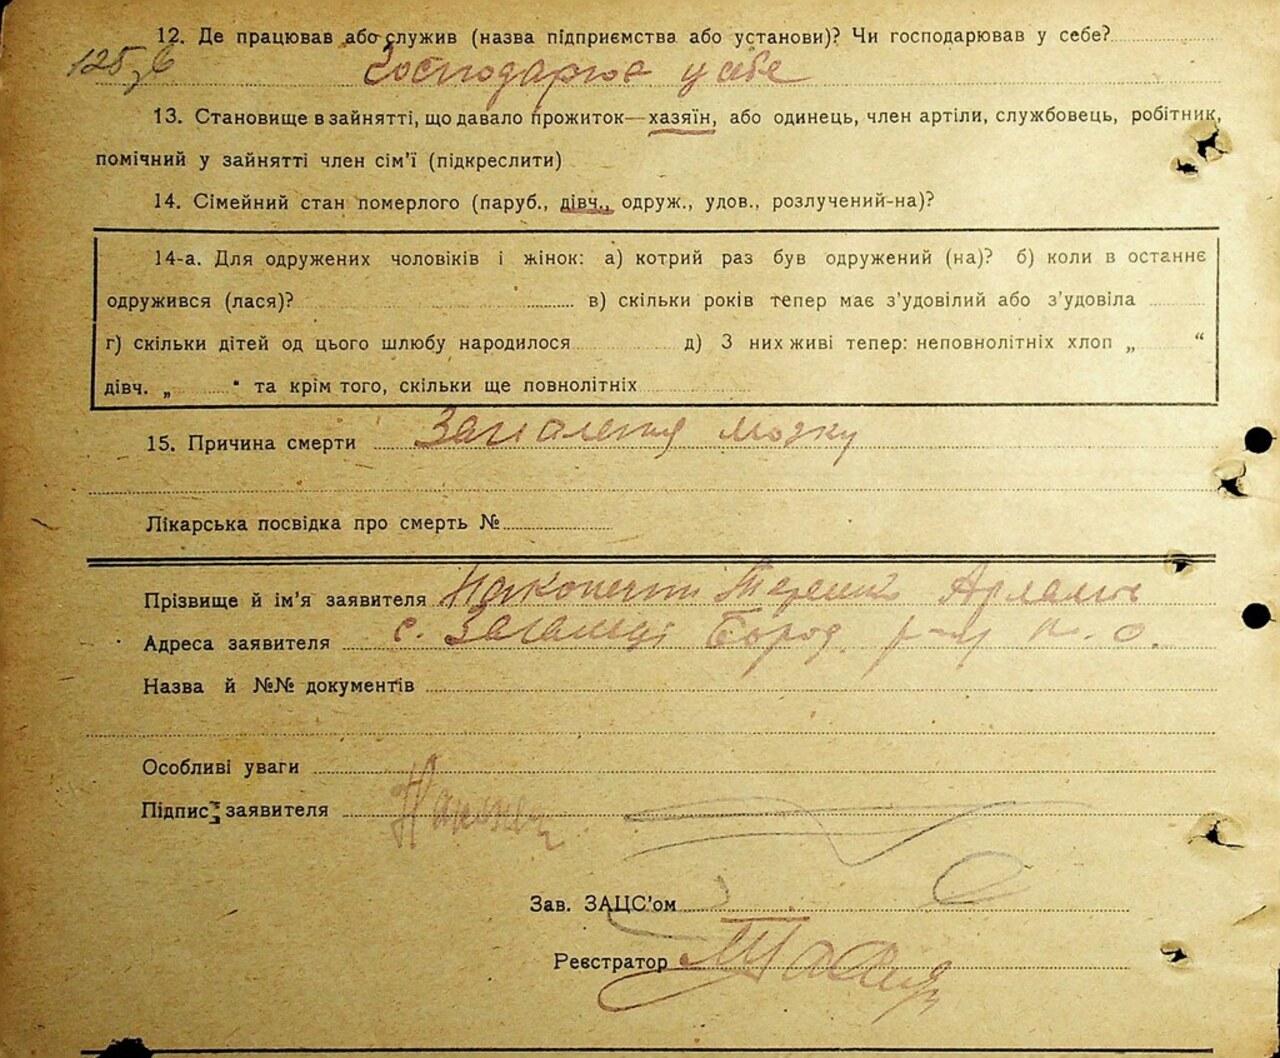 12. Де працював або служив (назва підприємства або установи)? Чи господарював у себе?
125зв
Господарює у себе
13. Становище в зайнятті, що давало прожиток—хазяїн, або одинець, член артіли, службовець, робітник,
помічний у зайнятті член сім'ї (підкреслити)
14. Сімейний стан померлого (паруб., дівч., одруж., удов., розлучений-на)?
14-а. Для одружених чоловіків і жінок: а) котрий раз був одружений (на)? б) коли в останнє
одружився (лася)? в) скільки років тепер має з'удовілий або з'удовіла
г) скільки дітей од цього шлюбу народилося д) З них живі тепер: неповнолітніх хлоп „ “
дівч. „ “ та крім того, скільки ще повнолітніх
15. Причина смерти Запалення мозку
Лікарська посвідка про смерть №
Прізвище й ім'я заявителя
Адреса заявителя с. Загальці Бород. р-н К. О.
Назва й №№ документів
Особливі уваги
Підпис заявителя
Зав. ЗАЦС'ом
Реєстратор